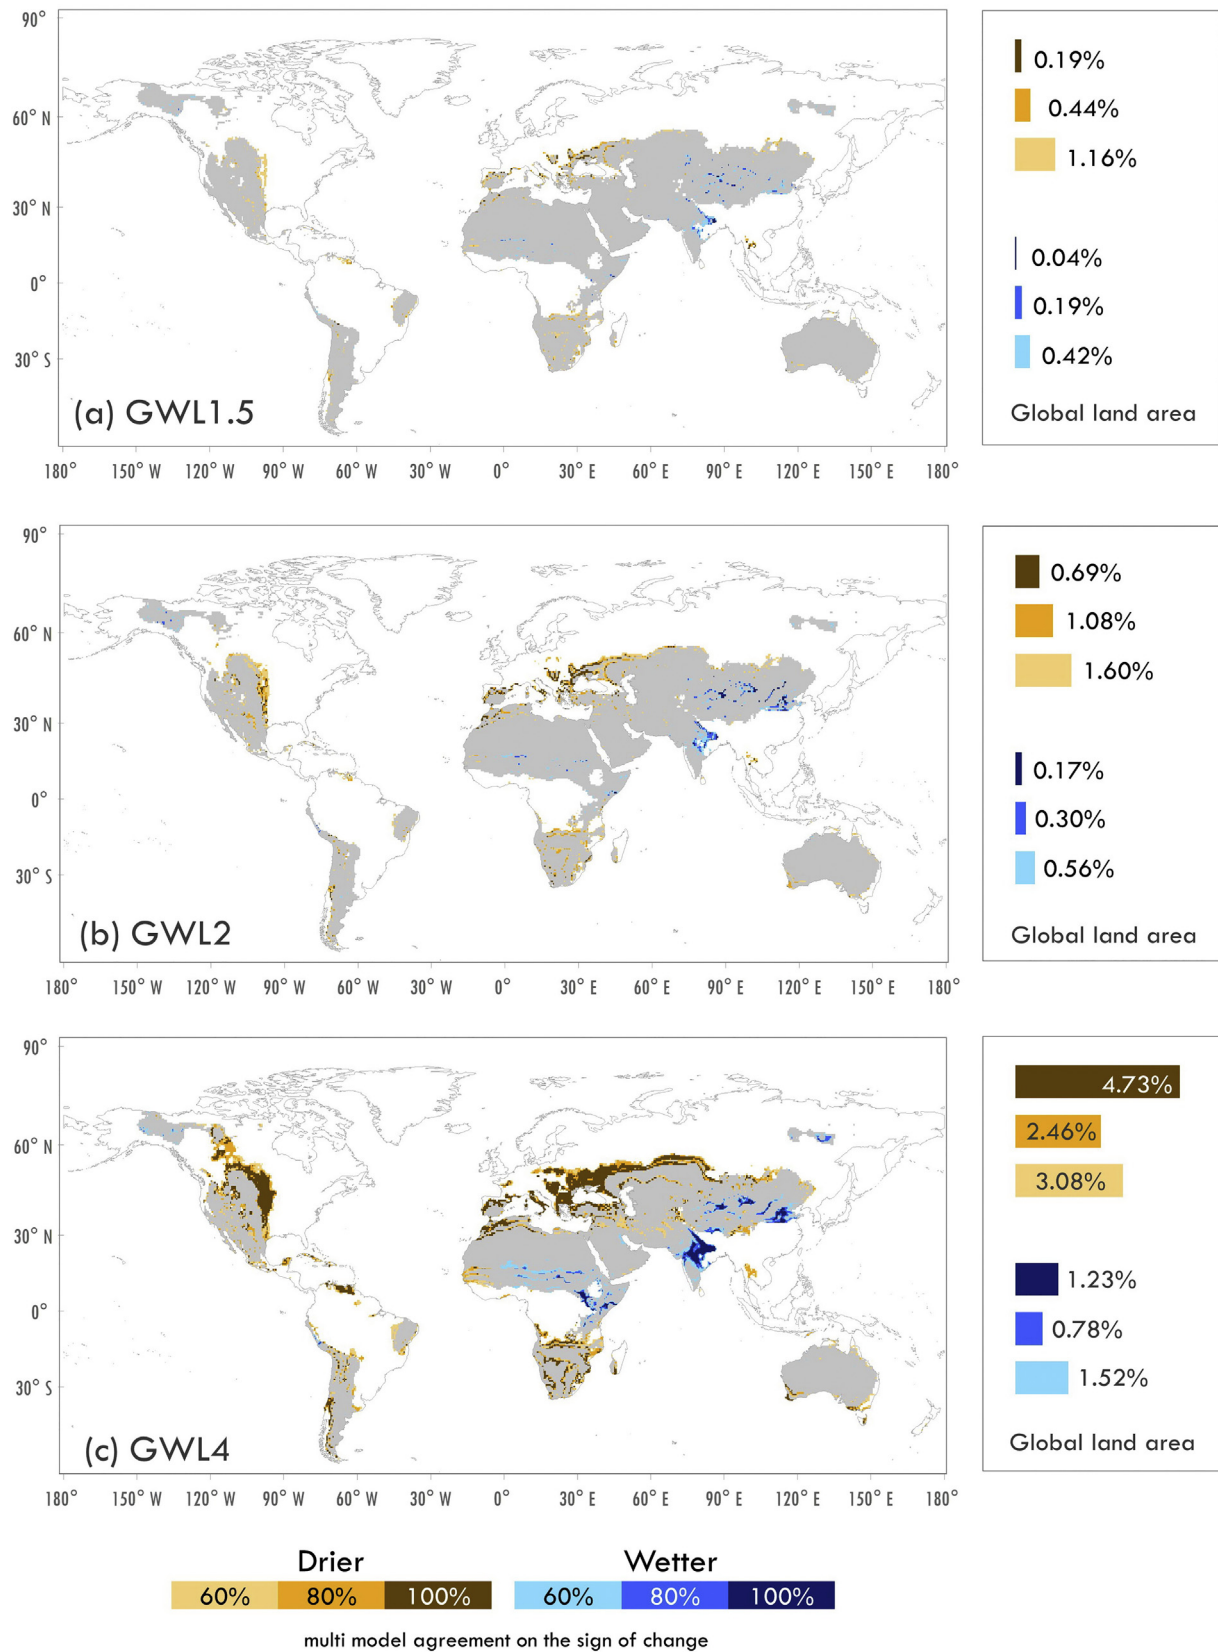 90°
60° N
30° N
0°
30° S
(a) GWL1.5
180° 150° W 120° W 90° W 60° W 30° W 0° 30° E 60° E 90° E 120° E 150° E 180°
0.19%
0.44%
1.16%
0.04%
0.19%
0.42%
Global land area
90°
60° N
30° N
0°
30° S
(b) GWL2
180° 150° W 120° W 90° W 60° W 30° W 0° 30° E 60° E 90° E 120° E 150° E 180°
0.69%
1.08%
1.60%
0.17%
0.30%
0.56%
Global land area
90°
60° N
30° N
0°
30° S
(c) GWL4
180° 150° W 120° W 90° W 60° W 30° W 0° 30° E 60° E 90° E 120° E 150° E 180°
4.73%
2.46%
3.08%
1.23%
0.78%
1.52%
Global land area
Drier Wetter
60% 80% 100% 60% 80% 100%
multi model agreement on the sign of change